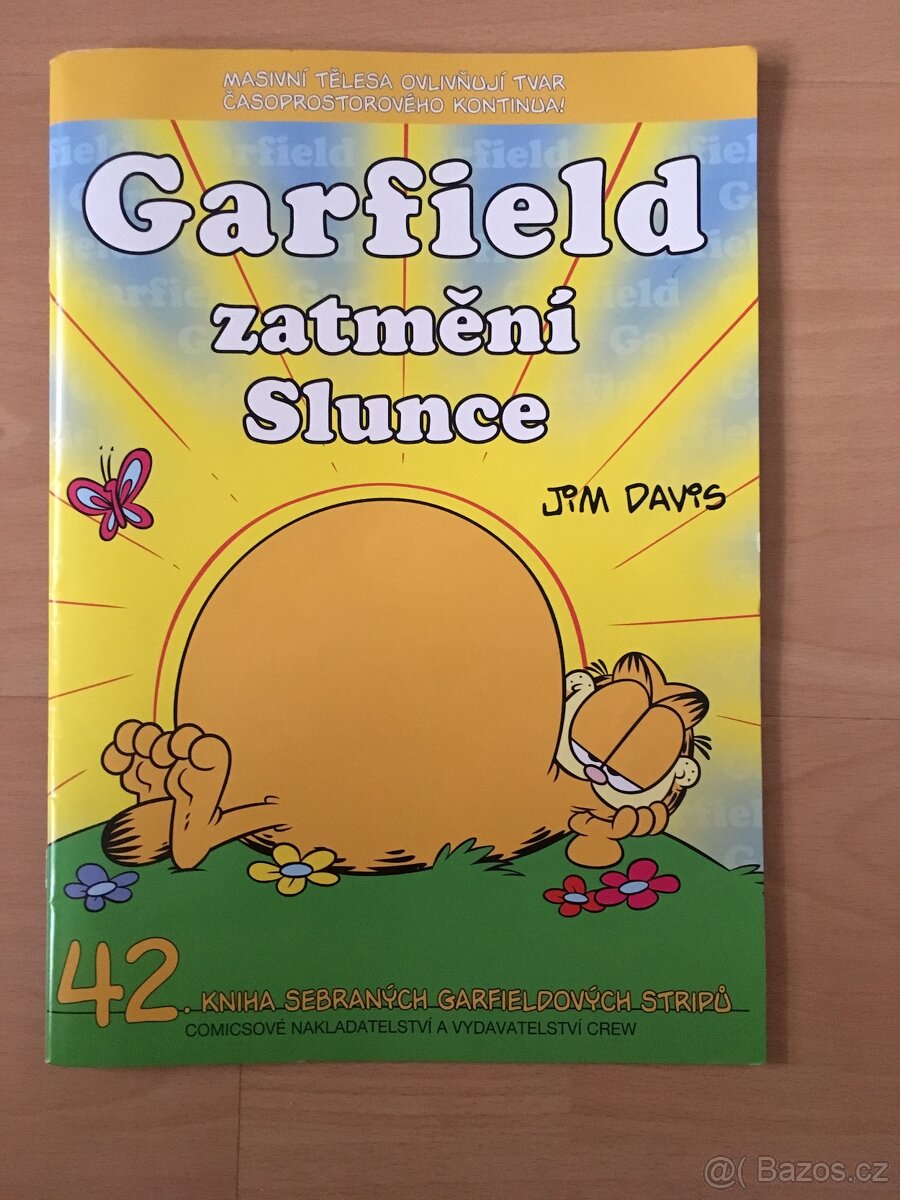 MASIVNÍ TĚLESA OVLIVŇUJÍ TVAR
ČASOPROSTOROVÉHO KONTINUA!
Garfield
zatmění
Slunce
JIM DAVIS
42. KNIHA SEBRANÝCH GARFIELDOVÝCH STRIPŮ
COMICSOVÉ NAKLADATELSTVÍ A VYDAVATELSTVÍ CREW
@( Bazos.cz